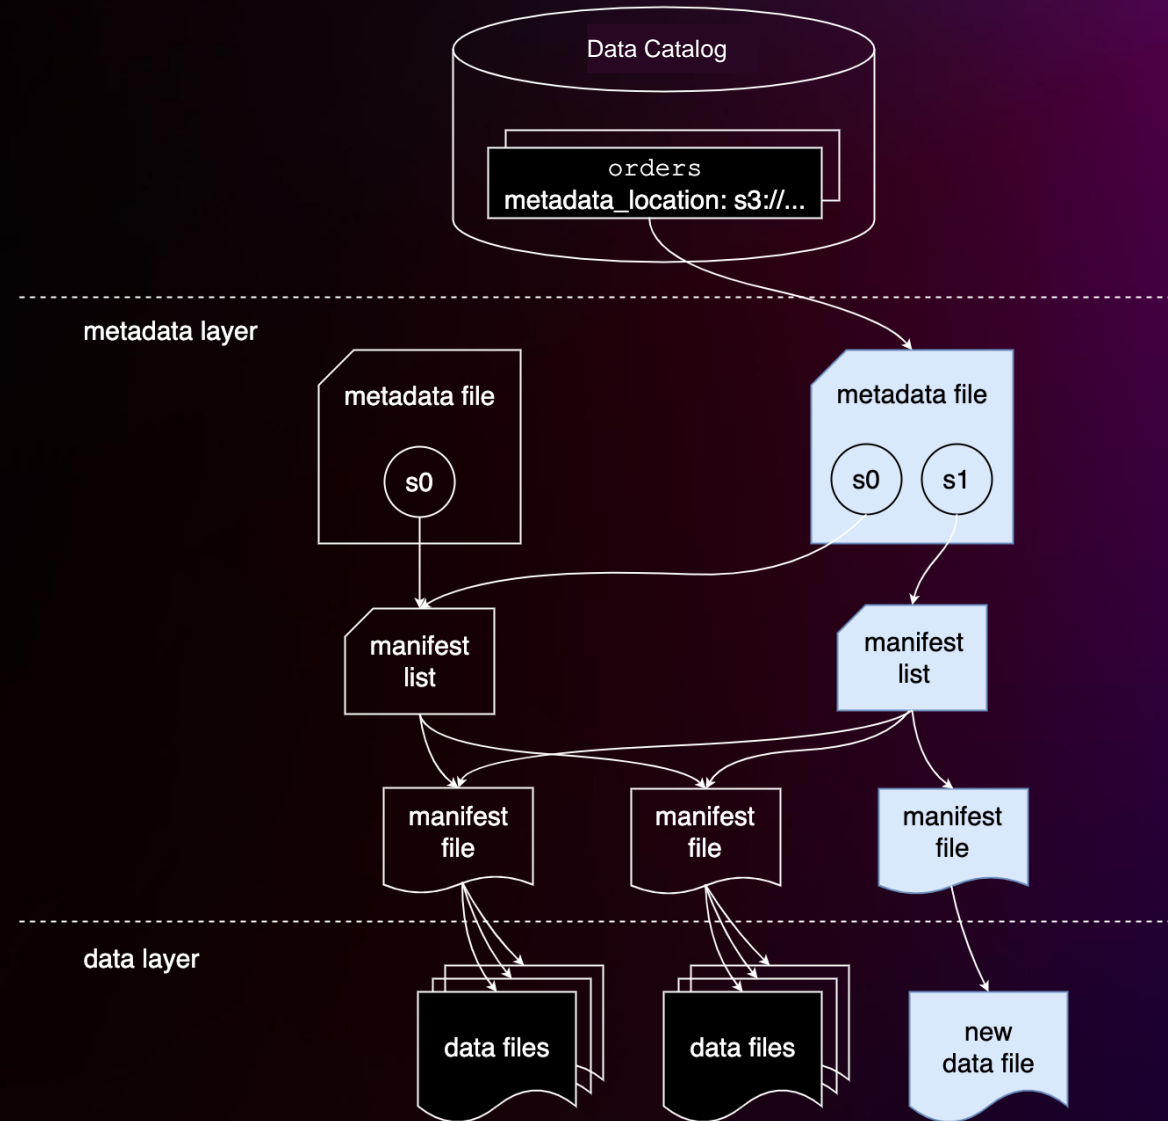 Data Catalog
orders
metadata_location: s3://...
metadata layer
metadata file
s0
metadata file
s0
s1
manifest
list
manifest
list
manifest
file
manifest
file
manifest
file
data layer
data files
data files
new
data file